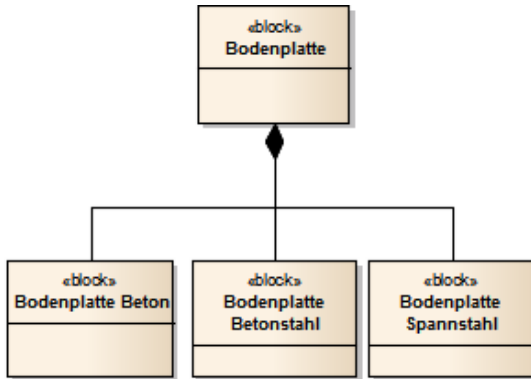 «block»
Bodenplatte
«block»
Bodenplatte Beton
«block»
Bodenplatte
Betonstahl
«block»
Bodenplatte
Spannstahl